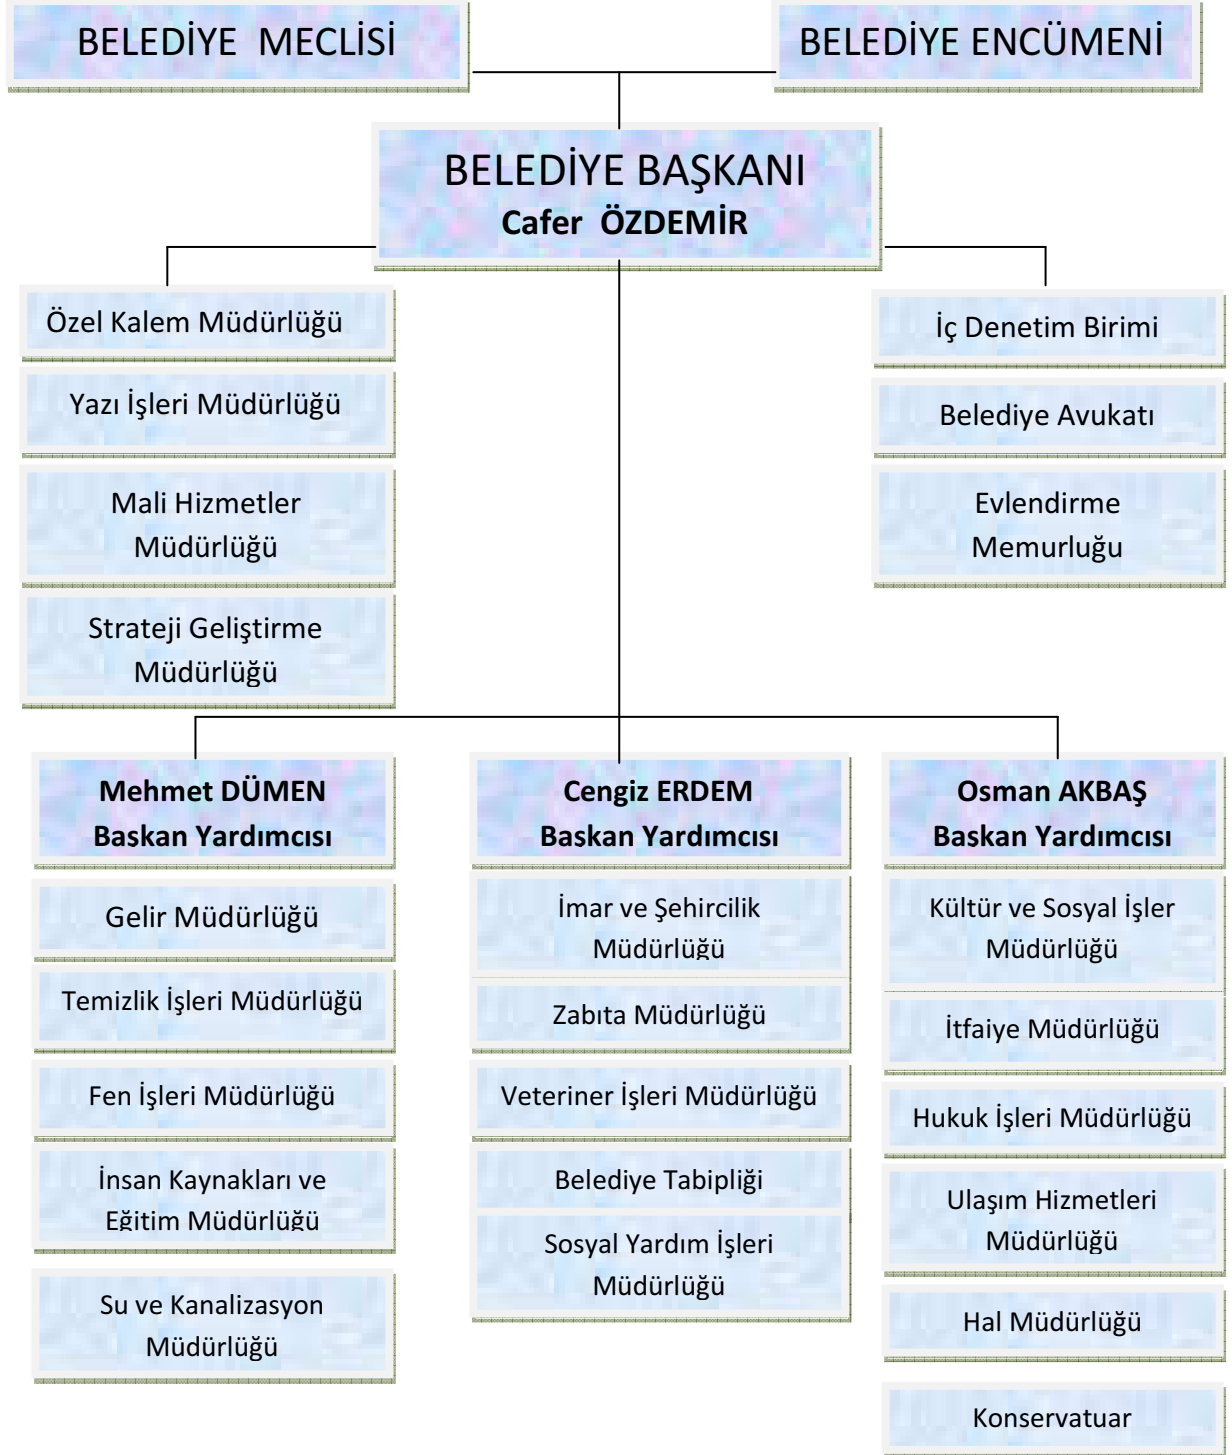 BELEDİYE MECLİSİ
BELEDİYE ENCÜMENİ
BELEDİYE BAŞKANI
Cafer ÖZDEMİR
Özel Kalem Müdürlüğü
Yazı İşleri Müdürlüğü
Mali Hizmetler
Müdürlüğü
Strateji Geliştirme
Müdürlüğü
İç Denetim Birimi
Belediye Avukatı
Evlendirme
Memurluğu
Mehmet DÜMEN
Baskan Yardımcısı
Gelir Müdürlüğü
Temizlik İşleri Müdürlüğü
Fen İşleri Müdürlüğü
İnsan Kaynakları ve
Eğitim Müdürlüğü
Su ve Kanalizasyon
Müdürlüğü
Cengiz ERDEM
Baskan Yardımcısı
İmar ve Şehircilik
Müdürlüğü
Zabıta Müdürlüğü
Veteriner İşleri Müdürlüğü
Belediye Tabipliği
Sosyal Yardım İşleri
Müdürlüğü
Osman AKBAŞ
Baskan Yardımcısı
Kültür ve Sosyal İşler
Müdürlüğü
İtfaiye Müdürlüğü
Hukuk İşleri Müdürlüğü
Ulaşım Hizmetleri
Müdürlüğü
Hal Müdürlüğü
Konservatuar